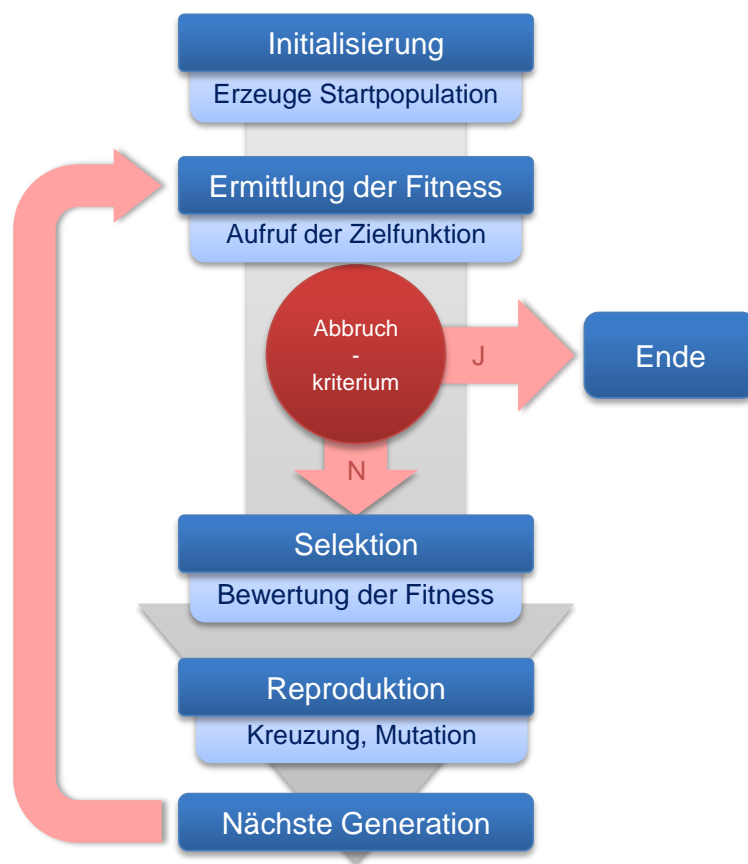 Initialisierung
Erzeuge Startpopulation
Ermittlung der Fitness
Aufruf der Zielfunktion
Abbruch
-
kriterium
J
Ende
N
Selektion
Bewertung der Fitness
Reproduktion
Kreuzung, Mutation
Nächste Generation